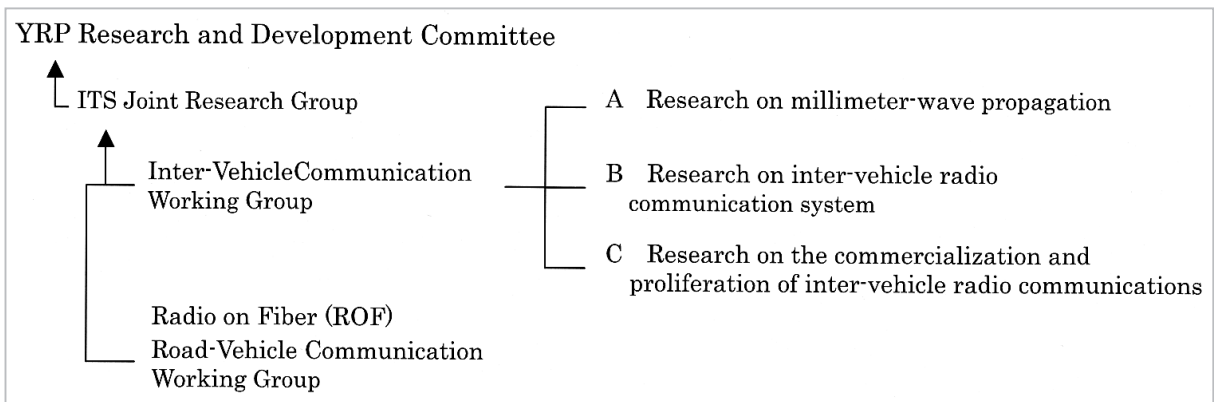 YRP Research and Development Committee
ITS Joint Research Group
Inter-VehicleCommunication
Working Group
A Research on millimeter-wave propagation
B Research on inter-vehicle radio
communication system
C Research on the commercialization and
proliferation of inter-vehicle radio communications
Radio on Fiber (ROF)
Road-Vehicle Communication
Working Group